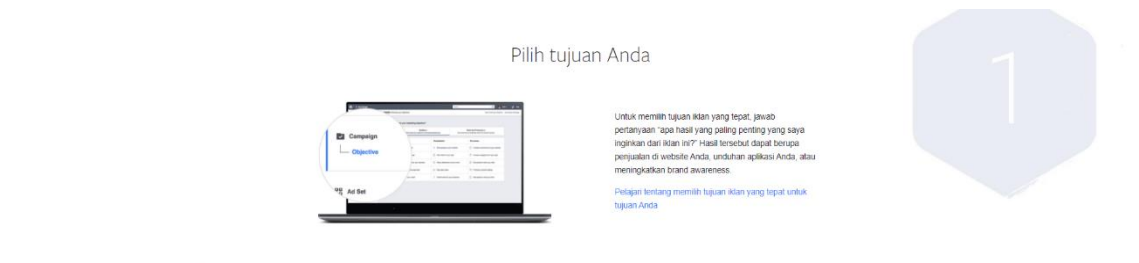 Pilih tujuan Anda
1
Untuk memilih tujuan iklan yang tepat, jawab
pertanyaan "apa hasil yang paling penting yang saya
inginkan dari iklan ini?" Hasil tersebut dapat berupa
penjualan di website Anda, unduhan aplikasi Anda, atau
meningkatkan brand awareness.
Pelajari tentang memilih tujuan iklan yang tepat untuk
tujuan Anda
Campaign
Objective
Ad Set